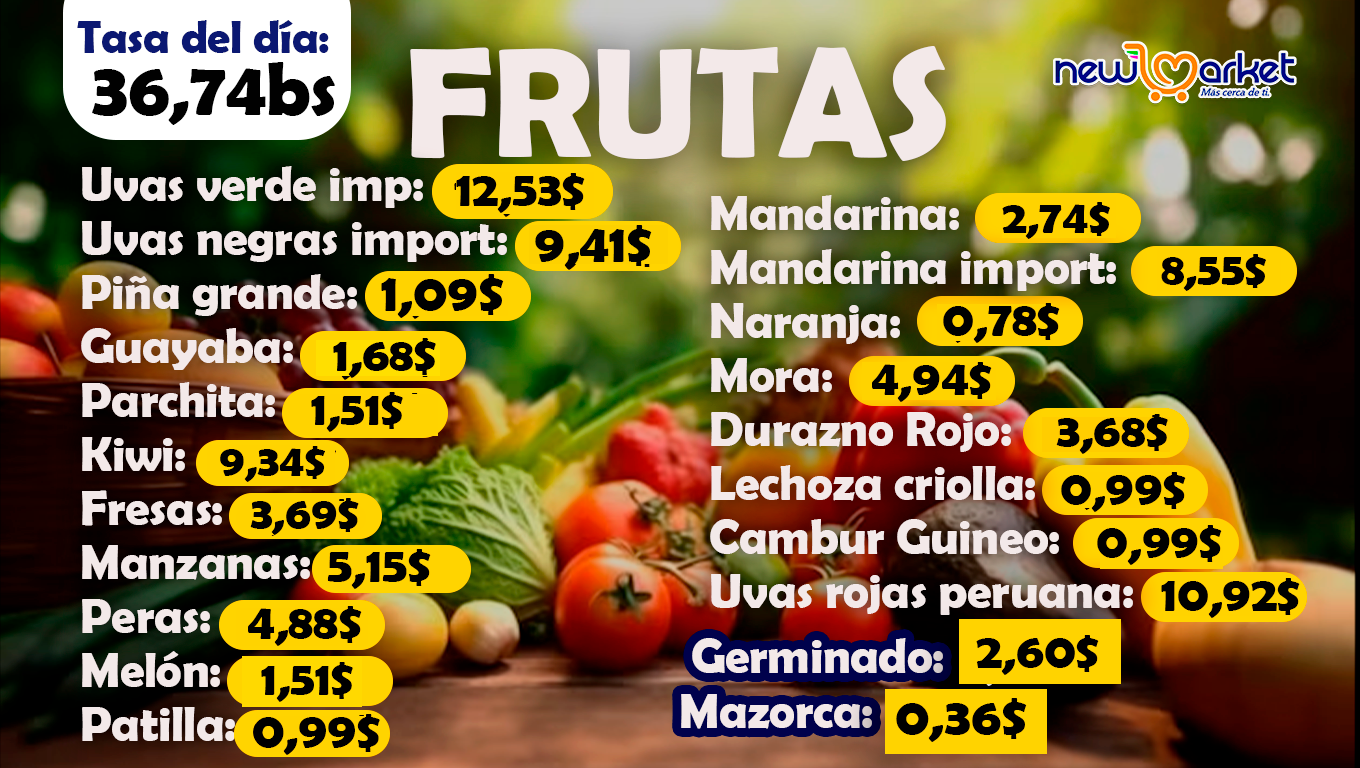 Tasa del día:
36,74bs
FRUTAS
new market
Más cerca de ti.
Uvas verde imp: 12,53$
Uvas negras import: 9,41$
Piña grande: 1,09$
Guayaba: 1,68$
Parchita: 1,51$
Kiwi: 9,34$
Fresas: 3,69$
Manzanas: 5,15$
Peras: 4,88$
Melón: 1,51$
Patilla: 0,99$
Mandarina: 2,74$
Mandarina import: 8,55$
Naranja: 0,78$
Mora: 4,94$
Durazno Rojo: 3,68$
Lechoza criolla: 0,99$
Cambur Guineo: 0,99$
Uvas rojas peruana: 10,92$
Germinado: 2,60$
Mazorca: 0,36$